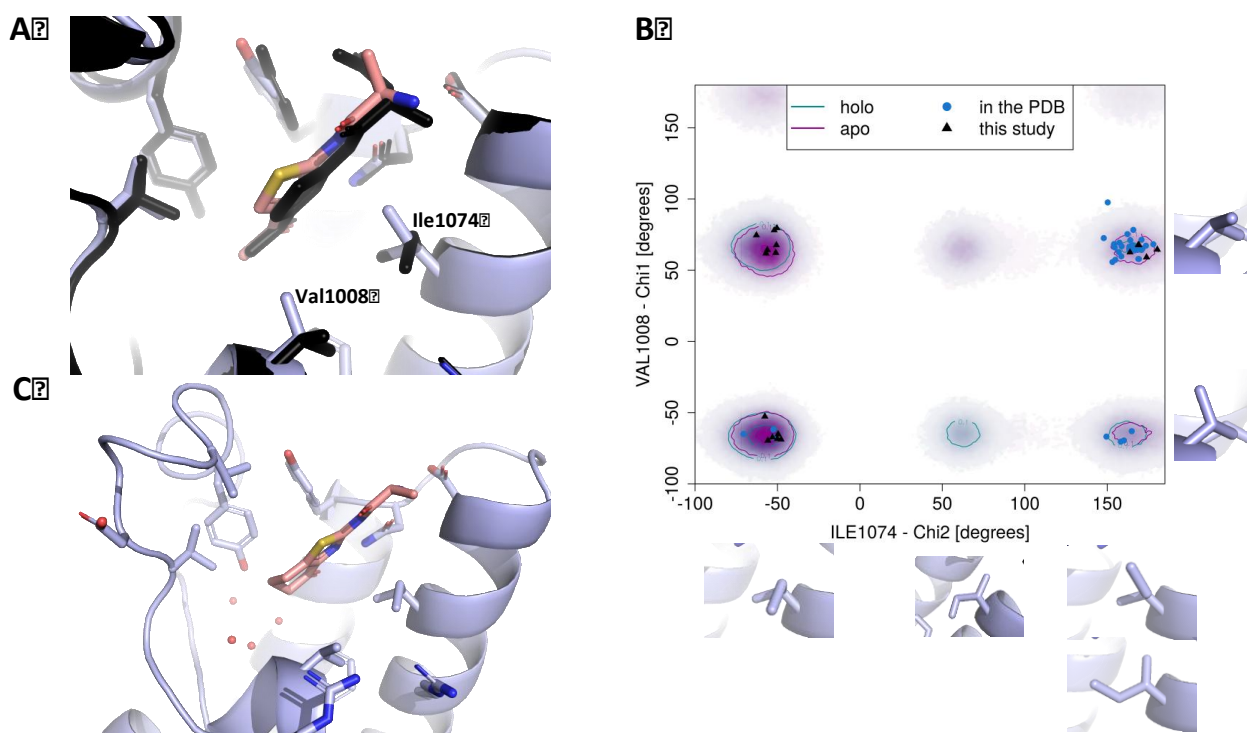 A
B
Ile1074
Val1008
C
holo
apo
in the PDB
this study
VAL1008 - Chi1 [degrees]
150
100
50
0
-50
-100
-100
-50
0
50
100
150
ILE1074 - Chi2 [degrees]